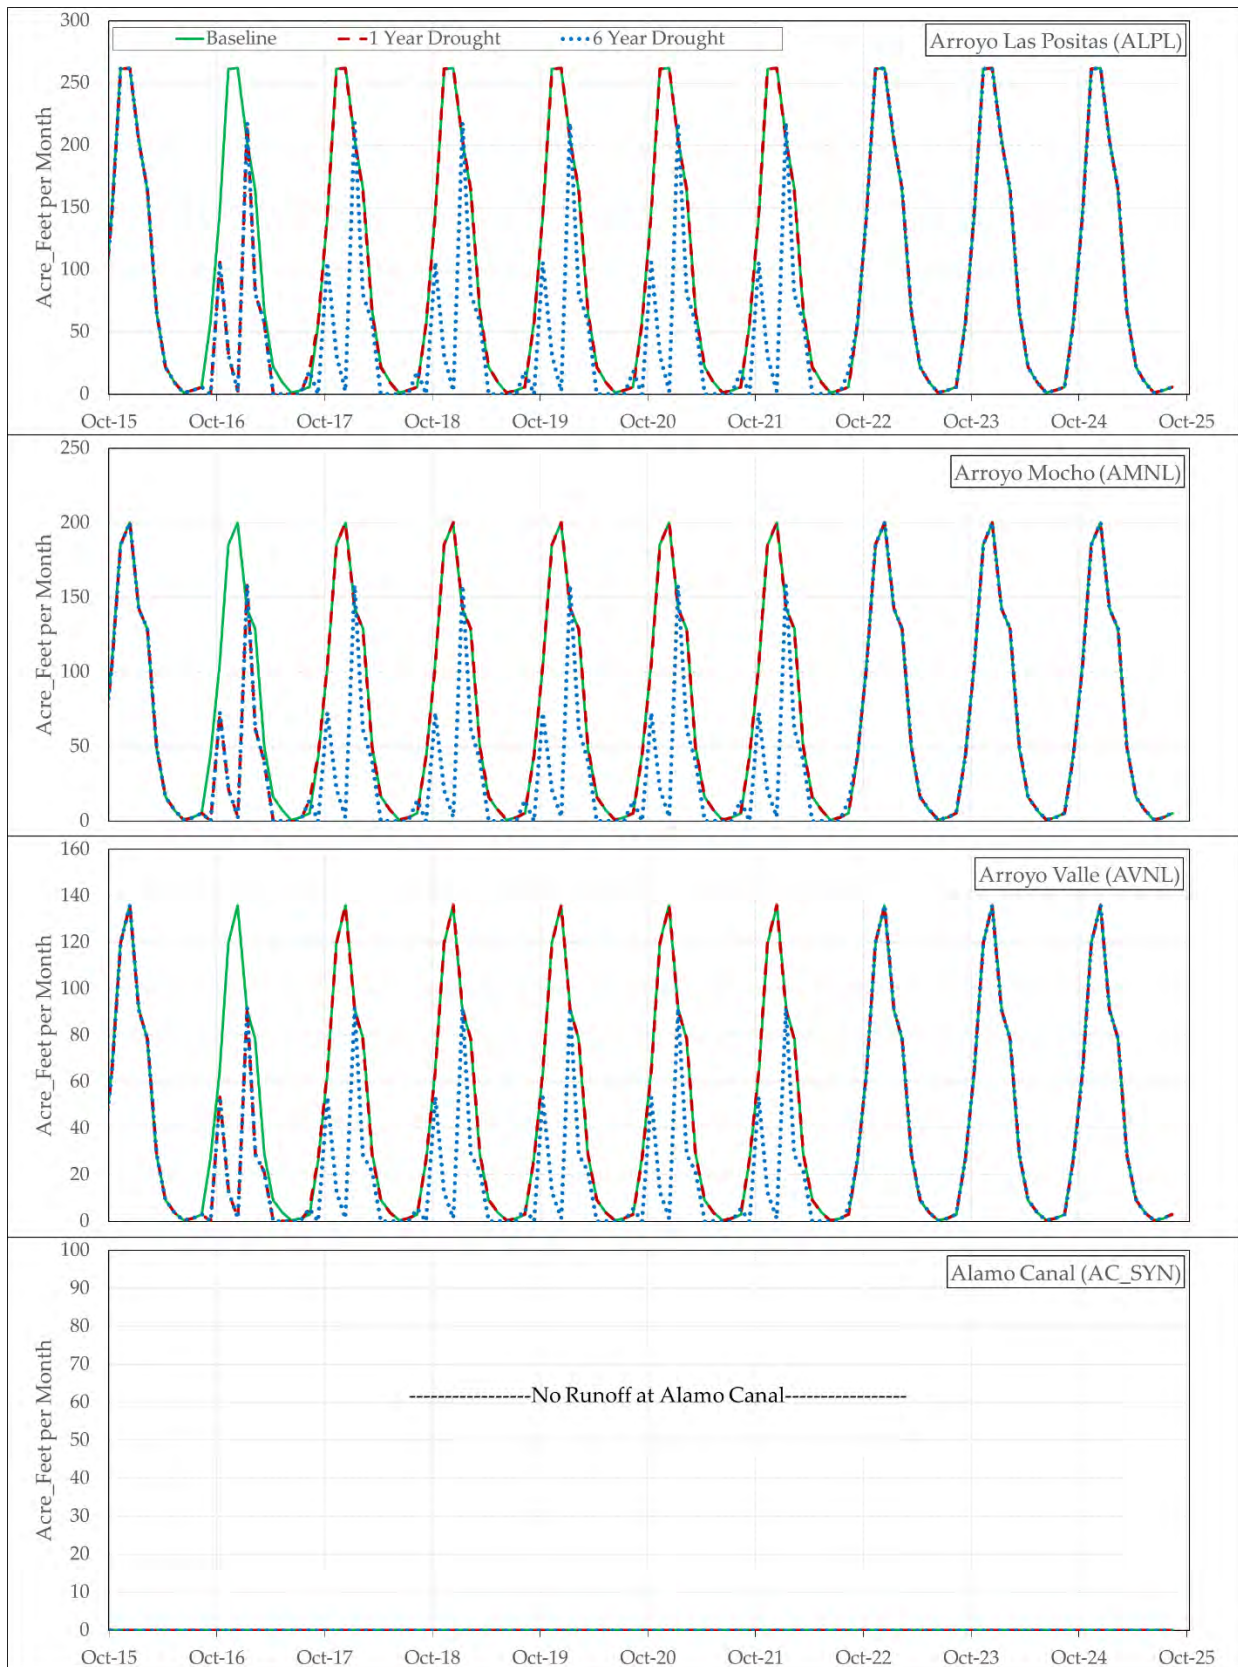 Baseline
1 Year Drought
6 Year Drought
Arroyo Las Positas (ALPL)
Acre_Feet per Month
300
250
200
150
100
50
0
Oct-15 Oct-16 Oct-17 Oct-18 Oct-19 Oct-20 Oct-21 Oct-22 Oct-23 Oct-24 Oct-25
Arroyo Mocho (AMNL)
Acre_Feet per Month
250
200
150
100
50
0
Arroyo Valle (AVNL)
Acre_Feet per Month
160
140
120
100
80
60
40
20
0
Alamo Canal (AC_SYN)
Acre_Feet per Month
100
90
80
70
60
50
40
30
20
10
0
--------------No Runoff at Alamo Canal--------------
Oct-15 Oct-16 Oct-17 Oct-18 Oct-19 Oct-20 Oct-21 Oct-22 Oct-23 Oct-24 Oct-25